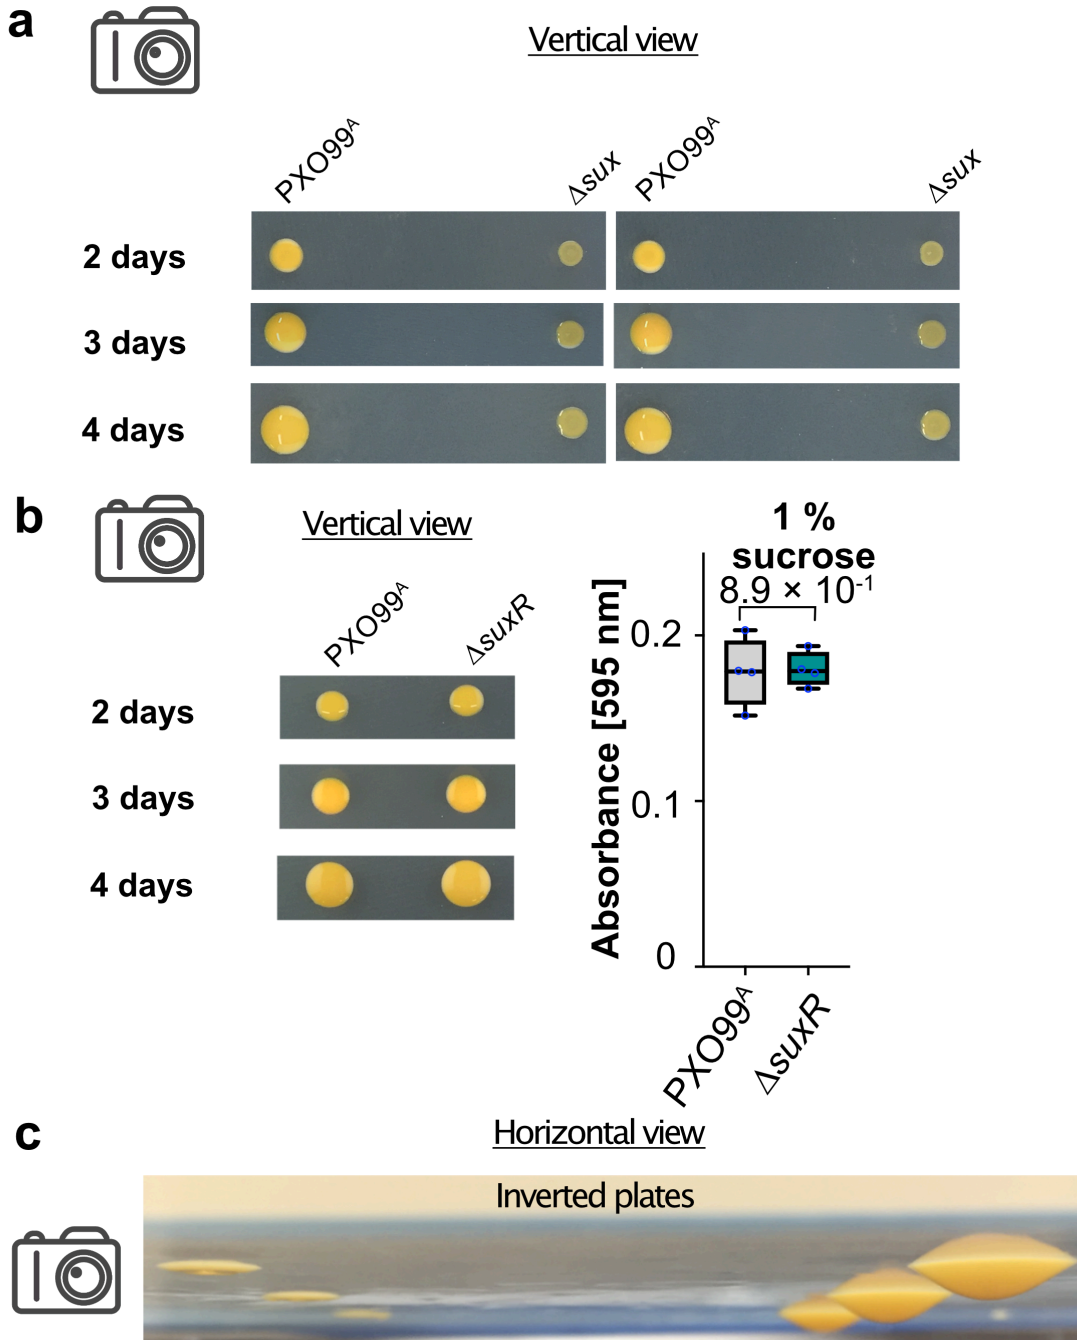 a
Vertical view
PXO99ᴬ
Δsux
PXO99ᴬ
Δsux
2 days
3 days
4 days
b
Vertical view
PXO99ᴬ
ΔsuxR
2 days
3 days
4 days
1 %
sucrose
8.9 × 10⁻¹
Absorbance [595 nm]
0.2
0.1
0
PXO99ᴬ
ΔsuxR
c
Horizontal view
Inverted plates